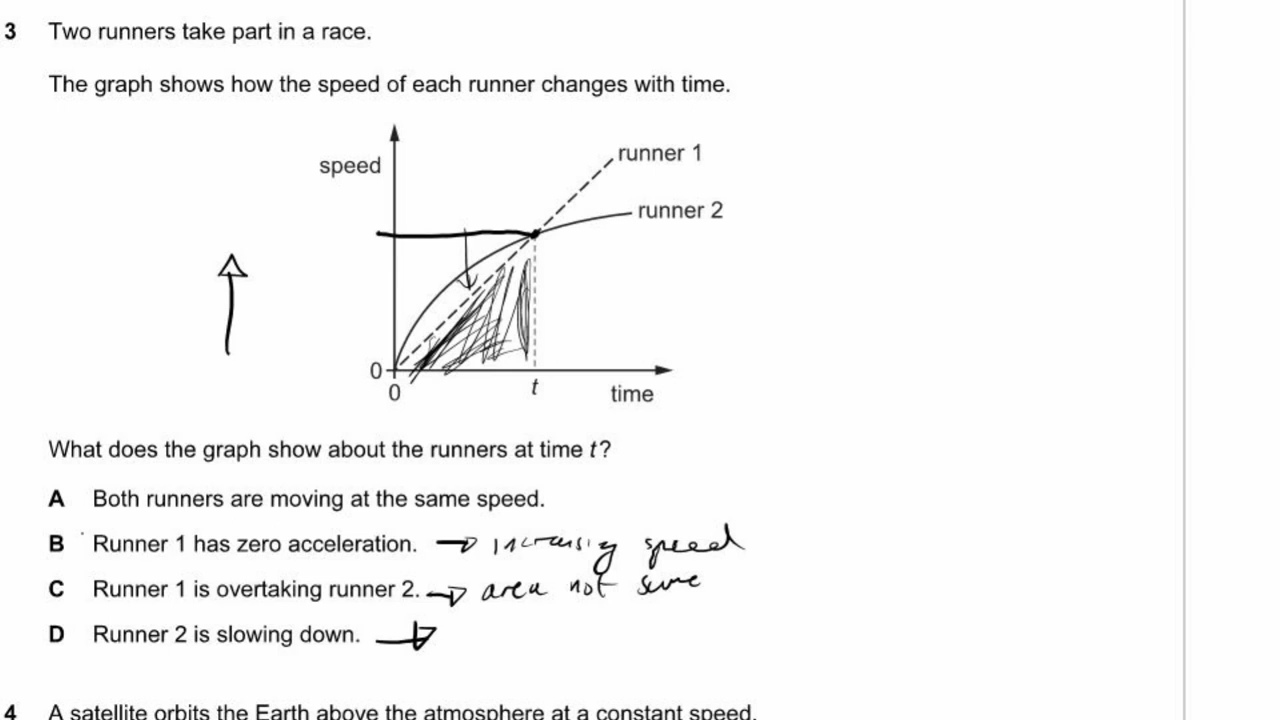 3 Two runners take part in a race.
The graph shows how the speed of each runner changes with time.
runner 1
speed
runner 2
0
0
t
time
What does the graph show about the runners at time t?
A Both runners are moving at the same speed.
B Runner 1 has zero acceleration. → increasing speed
C Runner 1 is overtaking runner 2. → area not same
D Runner 2 is slowing down. →
4 A satellite orbits the Earth above the atmosphere at a constant speed.